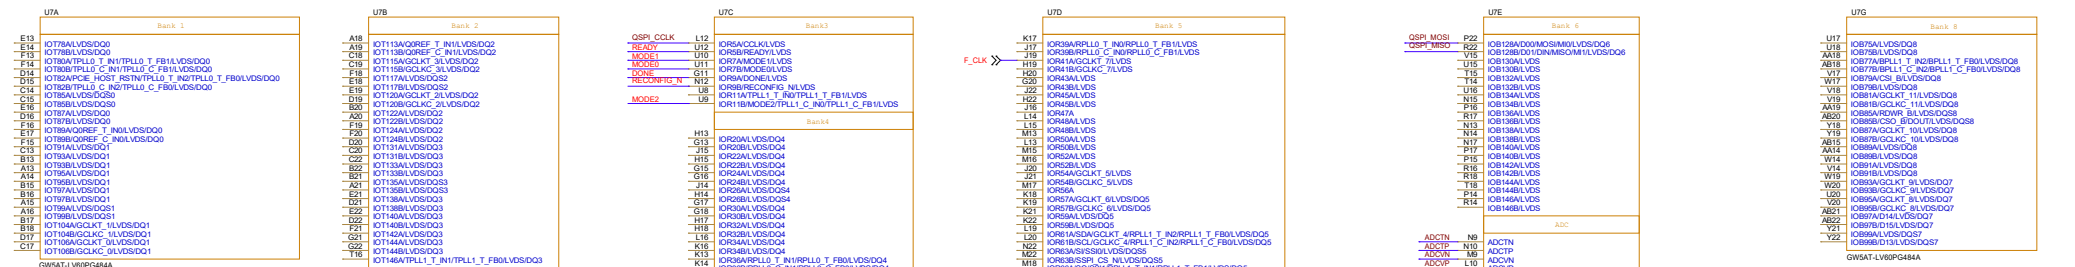 U7A
Bank 1
E13 IOT78A/LVDS/DQ0
E14 IOT78B/LVDS/DQ0
F13 IOT80A/TPLL0_T_IN1/TPLL0_T_FB1/LVDS/DQ0
F14 IOT80B/TPLL0_C_IN1/TPLL0_C_FB1/LVDS/DQ0
D14 IOT82A/PCIE_HOST_RSTN/TPLL0_T_IN2/TPLL0_T_FB0/LVDS/DQ0
D15 IOT82B/TPLL0_C_IN2/TPLL0_C_FB0/LVDS/DQ0
C14 IOT85A/LVDS/DQS0
C15 IOT85B/LVDS/DQS0
E16 IOT87A/LVDS/DQ0
D16 IOT87B/LVDS/DQ0
F16 IOT89A/Q0REF_T_IN0/LVDS/DQ0
E17 IOT89B/Q0REF_C_IN0/LVDS/DQ0
F15 IOT91A/LVDS/DQ1
C13 IOT93A/LVDS/DQ1
B13 IOT93B/LVDS/DQ1
A13 IOT95A/LVDS/DQ1
A14 IOT95B/LVDS/DQ1
B15 IOT97A/LVDS/DQ1
B16 IOT97B/LVDS/DQ1
A15 IOT99A/LVDS/DQS1
A16 IOT99B/LVDS/DQS1
B17 IOT104A/GCLKT_1/LVDS/DQ1
B18 IOT104B/GCLKC_1/LVDS/DQ1
D17 IOT106A/GCLKT_0/LVDS/DQ1
C17 IOT106B/GCLKC_0/LVDS/DQ1
GW5AT-LV60PG484A
U7B
Bank 2
A18 IOT113A/Q0REF_T_IN1/LVDS/DQ2
A19 IOT113B/Q0REF_C_IN1/LVDS/DQ2
C18 IOT115A/GCLKT_3/LVDS/DQ2
C19 IOT115B/GCLKC_3/LVDS/DQ2
F18 IOT117A/LVDS/DQS2
E18 IOT117B/LVDS/DQS2
E19 IOT120A/GCLKT_2/LVDS/DQ2
D19 IOT120B/GCLKC_2/LVDS/DQ2
B20 IOT122A/LVDS/DQ2
A20 IOT122B/LVDS/DQ2
F19 IOT124A/LVDS/DQ2
F20 IOT124B/LVDS/DQ2
D20 IOT131A/LVDS/DQ3
C20 IOT131B/LVDS/DQ3
C22 IOT133A/LVDS/DQ3
B22 IOT133B/LVDS/DQ3
B21 IOT135A/LVDS/DQS3
A21 IOT135B/LVDS/DQS3
E21 IOT138A/LVDS/DQ3
D21 IOT138B/LVDS/DQ3
E22 IOT140A/LVDS/DQ3
D22 IOT140B/LVDS/DQ3
F21 IOT142A/LVDS/DQ3
G21 IOT144A/LVDS/DQ3
G22 IOT144B/LVDS/DQ3
T16 IOT146A/TPLL1_T_IN1/TPLL1_T_FB0/LVDS/DQ3
U7C
Bank3
QSPI_CCLK L12 IOR5A/CCLK/LVDS
READY U12 IOR5B/READY/LVDS
MODE1 U10 IOR7A/MODE1/LVDS
MODE0 U11 IOR7B/MODE0/LVDS
DONE G11 IOR9A/DONE/LVDS
RECONFIG_N N12 IOR9B/RECONFIG_N/LVDS
U8 IOR11A/TPLL1_T_IN0/TPLL1_T_FB1/LVDS
MODE2 U9 IOR11B/MODE2/TPLL1_C_IN0/TPLL1_C_FB1/LVDS
Bank4
H13 IOR20A/LVDS/DQ4
G13 IOR20B/LVDS/DQ4
J15 IOR22A/LVDS/DQ4
H15 IOR22B/LVDS/DQ4
G15 IOR24A/LVDS/DQ4
G16 IOR24B/LVDS/DQ4
J14 IOR26A/LVDS/DQS4
H14 IOR26B/LVDS/DQS4
G17 IOR30A/LVDS/DQ4
G18 IOR30B/LVDS/DQ4
H17 IOR32A/LVDS/DQ4
H18 IOR32B/LVDS/DQ4
L16 IOR34A/LVDS/DQ4
K16 IOR34B/LVDS/DQ4
K13 IOR36A/RPLL0_T_IN1/RPLL0_T_FB0/LVDS/DQ4
K14
U7D
Bank 5
F_CLK
K17 IOR39A/RPLL0_T_IN0/RPLL0_T_FB1/LVDS
J17 IOR39B/RPLL0_C_IN0/RPLL0_C_FB1/LVDS
J19 IOR41A/GCLKT_7/LVDS
H19 IOR41B/GCLKC_7/LVDS
H20 IOR43A/LVDS
G20 IOR43B/LVDS
J22 IOR45A/LVDS
H22 IOR45B/LVDS
J16 IOR47A
L14 IOR48A/LVDS
L15 IOR48B/LVDS
M13 IOR50A/LVDS
L13 IOR50B/LVDS
M15 IOR52A/LVDS
M16 IOR52B/LVDS
J20 IOR54A/GCLKT_5/LVDS
J21 IOR54B/GCLKC_5/LVDS
M17 IOR56A
K18 IOR57A/GCLKT_6/LVDS/DQ5
K19 IOR57B/GCLKC_6/LVDS/DQ5
K21 IOR59A/LVDS/DQ5
K22 IOR59B/LVDS/DQ5
L19 IOR61A/SDA/GCLKT_4/RPLL1_T_IN2/RPLL1_T_FB0/LVDS/DQ5
L20 IOR61B/SCL/GCLKC_4/RPLL1_C_IN2/RPLL1_C_FB0/LVDS/DQ5
N22 IOR63A/SI/SSI0/LVDS/DQS5
M22 IOR63B/SSPI_CS_N/LVDS/DQS5
M18
U7E
Bank 6
QSPI_MOSI P22 IOB128A/D00/MOSI/MI0/LVDS/DQ6
QSPI_MISO R22 IOB128B/D01/DIN/MISO/MI1/LVDS/DQ6
V15 IOB130A/LVDS
U15 IOB130B/LVDS
T15 IOB132A/LVDS
IOB132B/LVDS
U16 IOB134A/LVDS
N15 IOB134B/LVDS
IOB136A/LVDS
R17 IOB136B/LVDS
N13 IOB138A/LVDS
N14 IOB138B/LVDS
N17 IOB140A/LVDS
P17 IOB140B/LVDS
P15 IOB142A/LVDS
R16 IOB142B/LVDS
R18 IOB144A/LVDS
T18 IOB144B/LVDS
P14 IOB146A/LVDS
R14 IOB146B/LVDS
ADC
ADCTN N9 ADCTN
ADCTP N10 ADCTP
ADCVN M9 ADCVN
ADCVP L10 ADCVP
U7G
Bank 8
U17 IOB75A/LVDS/DQ8
U18 IOB75B/LVDS/DQ8
AA18 IOB77A/BPLL1_T_IN2/BPLL1_T_FB0/LVDS/DQ8
AB18 IOB77B/BPLL1_C_IN2/BPLL1_C_FB0/LVDS/DQ8
V17 IOB79A/CSI_B/LVDS/DQ8
W17 IOB79B/LVDS/DQ8
V18 IOB81A/GCLKT_11/LVDS/DQ8
V19 IOB81B/GCLKC_11/LVDS/DQ8
AA19 IOB85A/RDWR_B/LVDS/DQS8
AB20 IOB85B/CSO_B/DOUT/LVDS/DQS8
Y18 IOB87A/GCLKT_10/LVDS/DQ8
Y19 IOB87B/GCLKC_10/LVDS/DQ8
AB15 IOB89A/LVDS/DQ8
AA14 IOB89B/LVDS/DQ8
W14 IOB91A/LVDS/DQ8
V14 IOB91B/LVDS/DQ8
W19 IOB93A/GCLKT_9/LVDS/DQ7
W20 IOB93B/GCLKC_9/LVDS/DQ7
U20 IOB95A/GCLKT_8/LVDS/DQ7
V20 IOB95B/GCLKC_8/LVDS/DQ7
AB21 IOB97A/D14/LVDS/DQ7
AB22 IOB97B/D15/LVDS/DQ7
Y21 IOB99A/LVDS/DQS7
Y22 IOB99B/D13/LVDS/DQS7
GW5AT-LV60PG484A